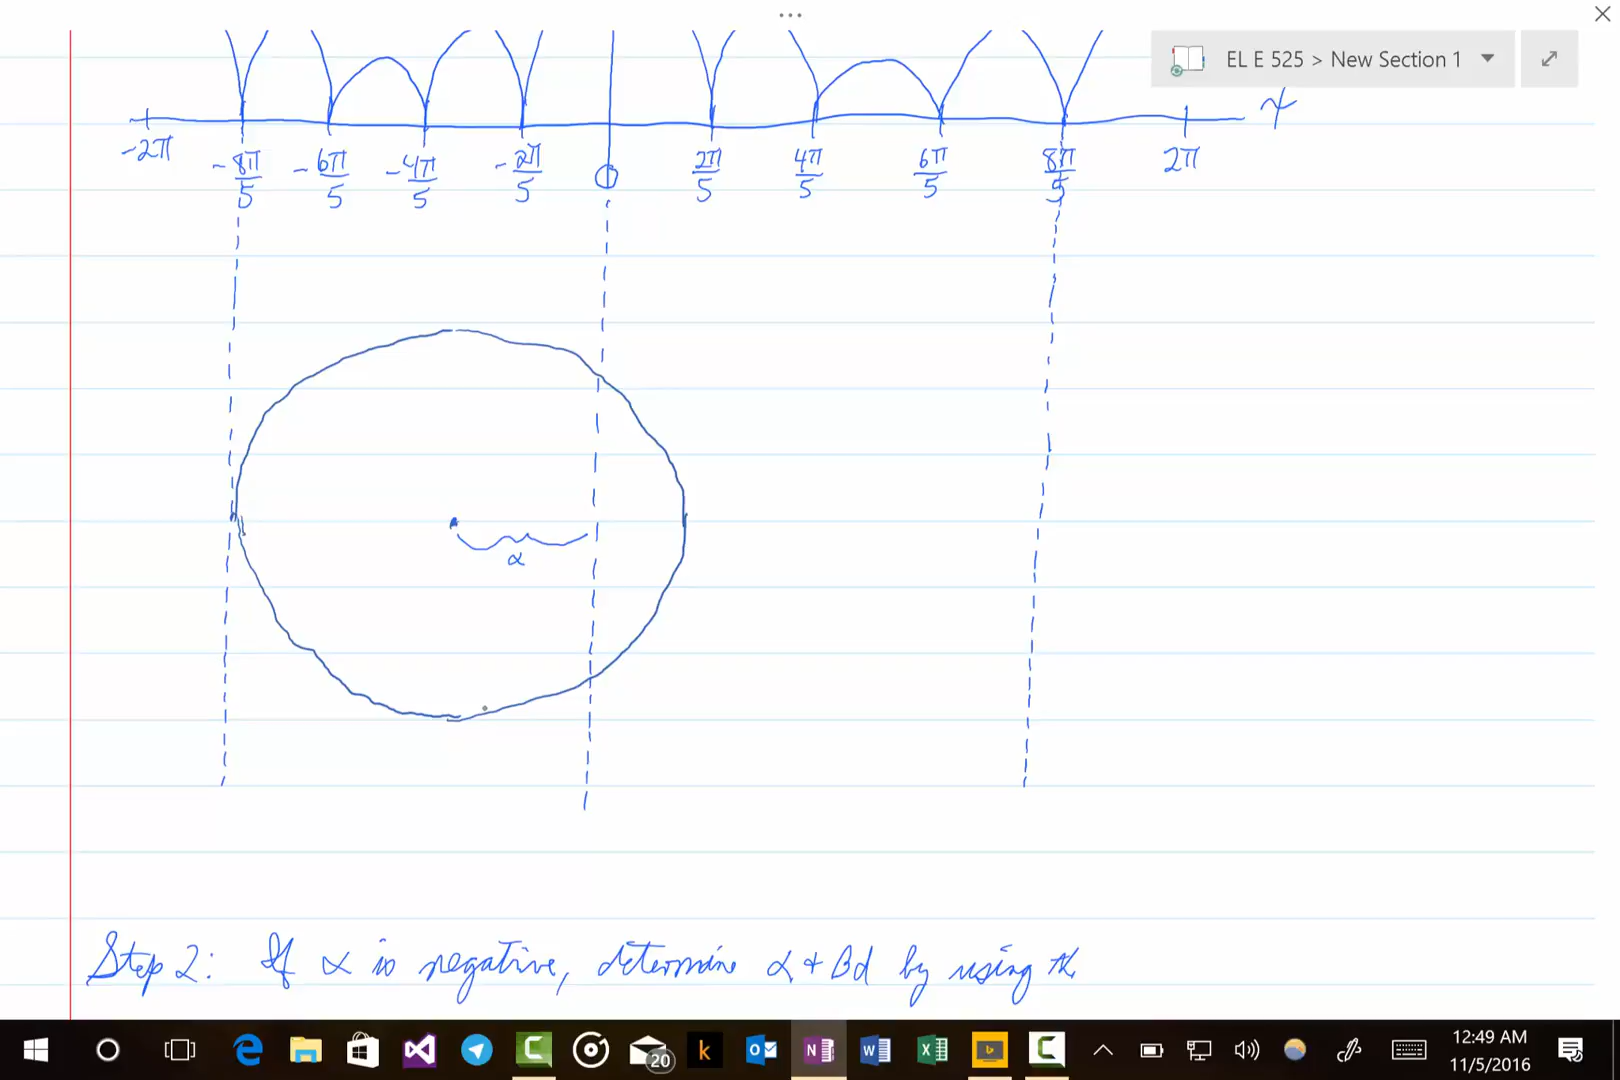 EL E 525 > New Section 1
ψ
-2π -8π/5 -6π/5 -4π/5 -2π/5 0 2π/5 4π/5 6π/5 8π/5 2π
α
Step 2: If α is negative, determine α + Bd by using th
20
12:49 AM
11/5/2016